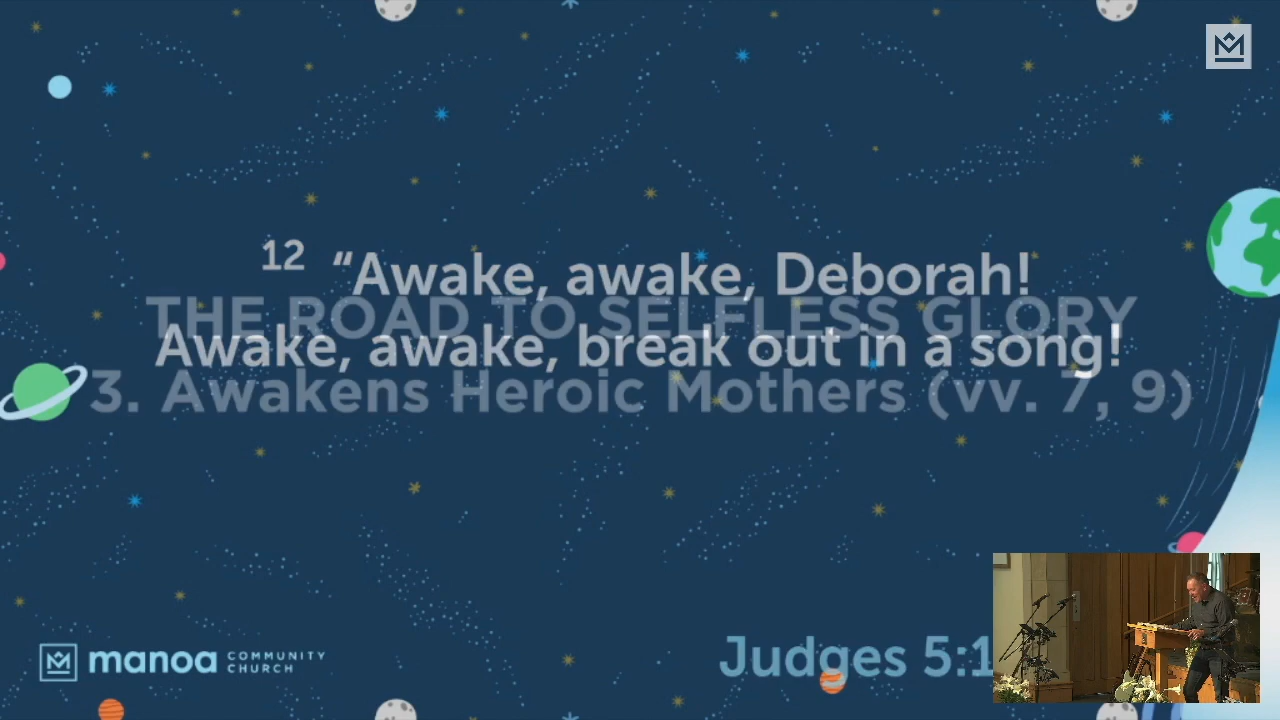 12 “Awake, awake, Deborah!
Awake, awake, break out in a song!
THE ROAD TO SELFLESS GLORY
3. Awakens Heroic Mothers (vv. 7, 9)
manoa COMMUNITY
CHURCH
Judges 5:1